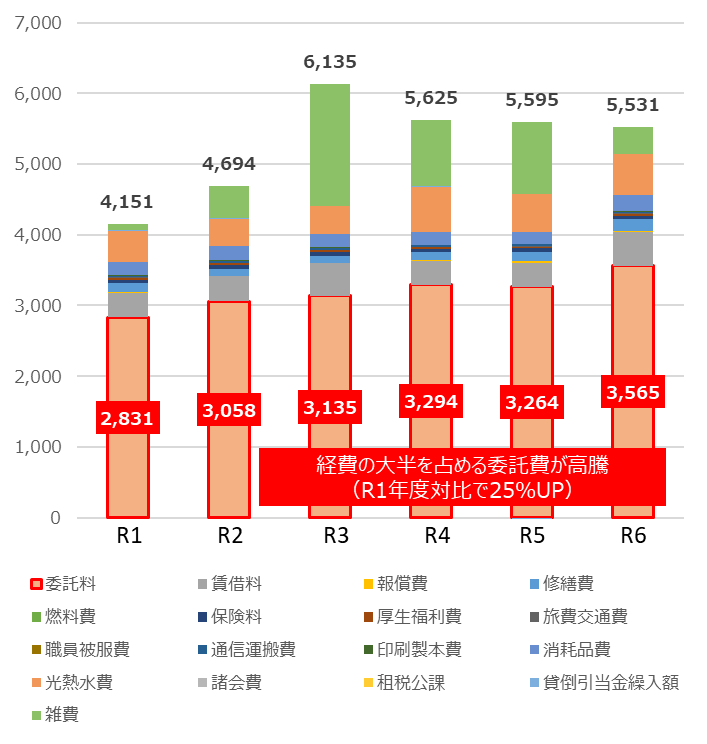 7,000
6,135
6,000
5,625
5,595
5,531
5,000
4,694
4,151
4,000
3,000
2,831
3,058
3,135
3,294
3,264
3,565
2,000
1,000
経費の大半を占める委託費が高騰
（R1年度対比で25%UP）
0
R1 R2 R3 R4 R5 R6
委託料 賃借料 報償費 修繕費
燃料費 保険料 厚生福利費 旅費交通費
職員被服費 通信運搬費 印刷製本費 消耗品費
光熱水費 諸会費 租税公課 貸倒引当金繰入額
雑費